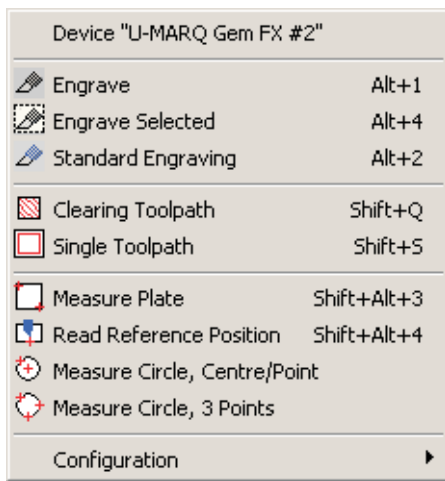 Device "U-MARQ Gem FX #2"
Engrave Alt+1
Engrave Selected Alt+4
Standard Engraving Alt+2
Clearing Toolpath Shift+Q
Single Toolpath Shift+S
Measure Plate Shift+Alt+3
Read Reference Position Shift+Alt+4
Measure Circle, Centre/Point
Measure Circle, 3 Points
Configuration